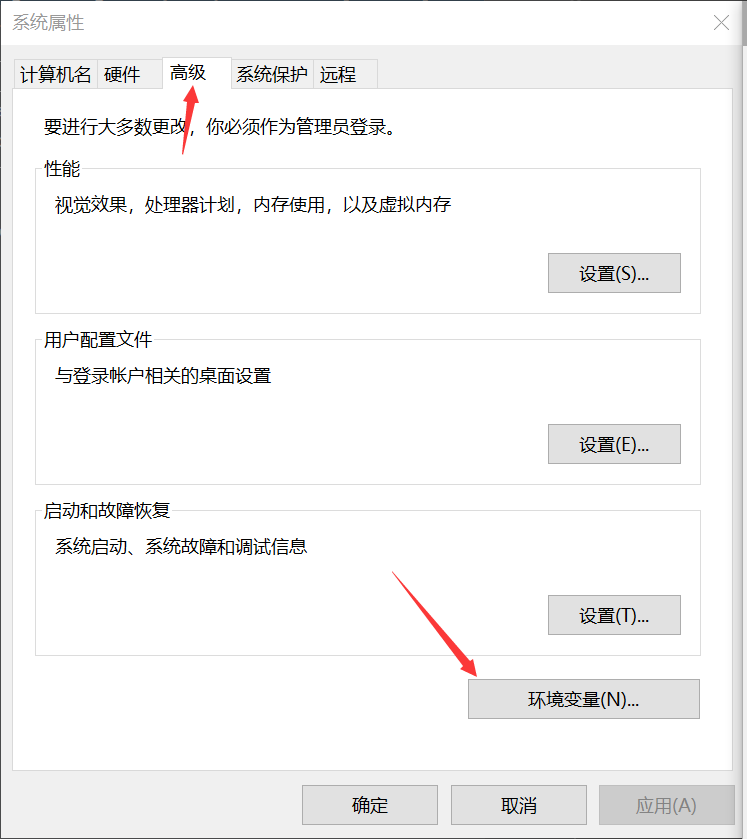 系统属性
计算机名 硬件 高级 系统保护 远程
要进行大多数更改，你必须作为管理员登录。
性能
视觉效果，处理器计划，内存使用，以及虚拟内存
设置(S)...
用户配置文件
与登录帐户相关的桌面设置
设置(E)...
启动和故障恢复
系统启动、系统故障和调试信息
设置(T)...
环境变量(N)...
确定 取消 应用(A)